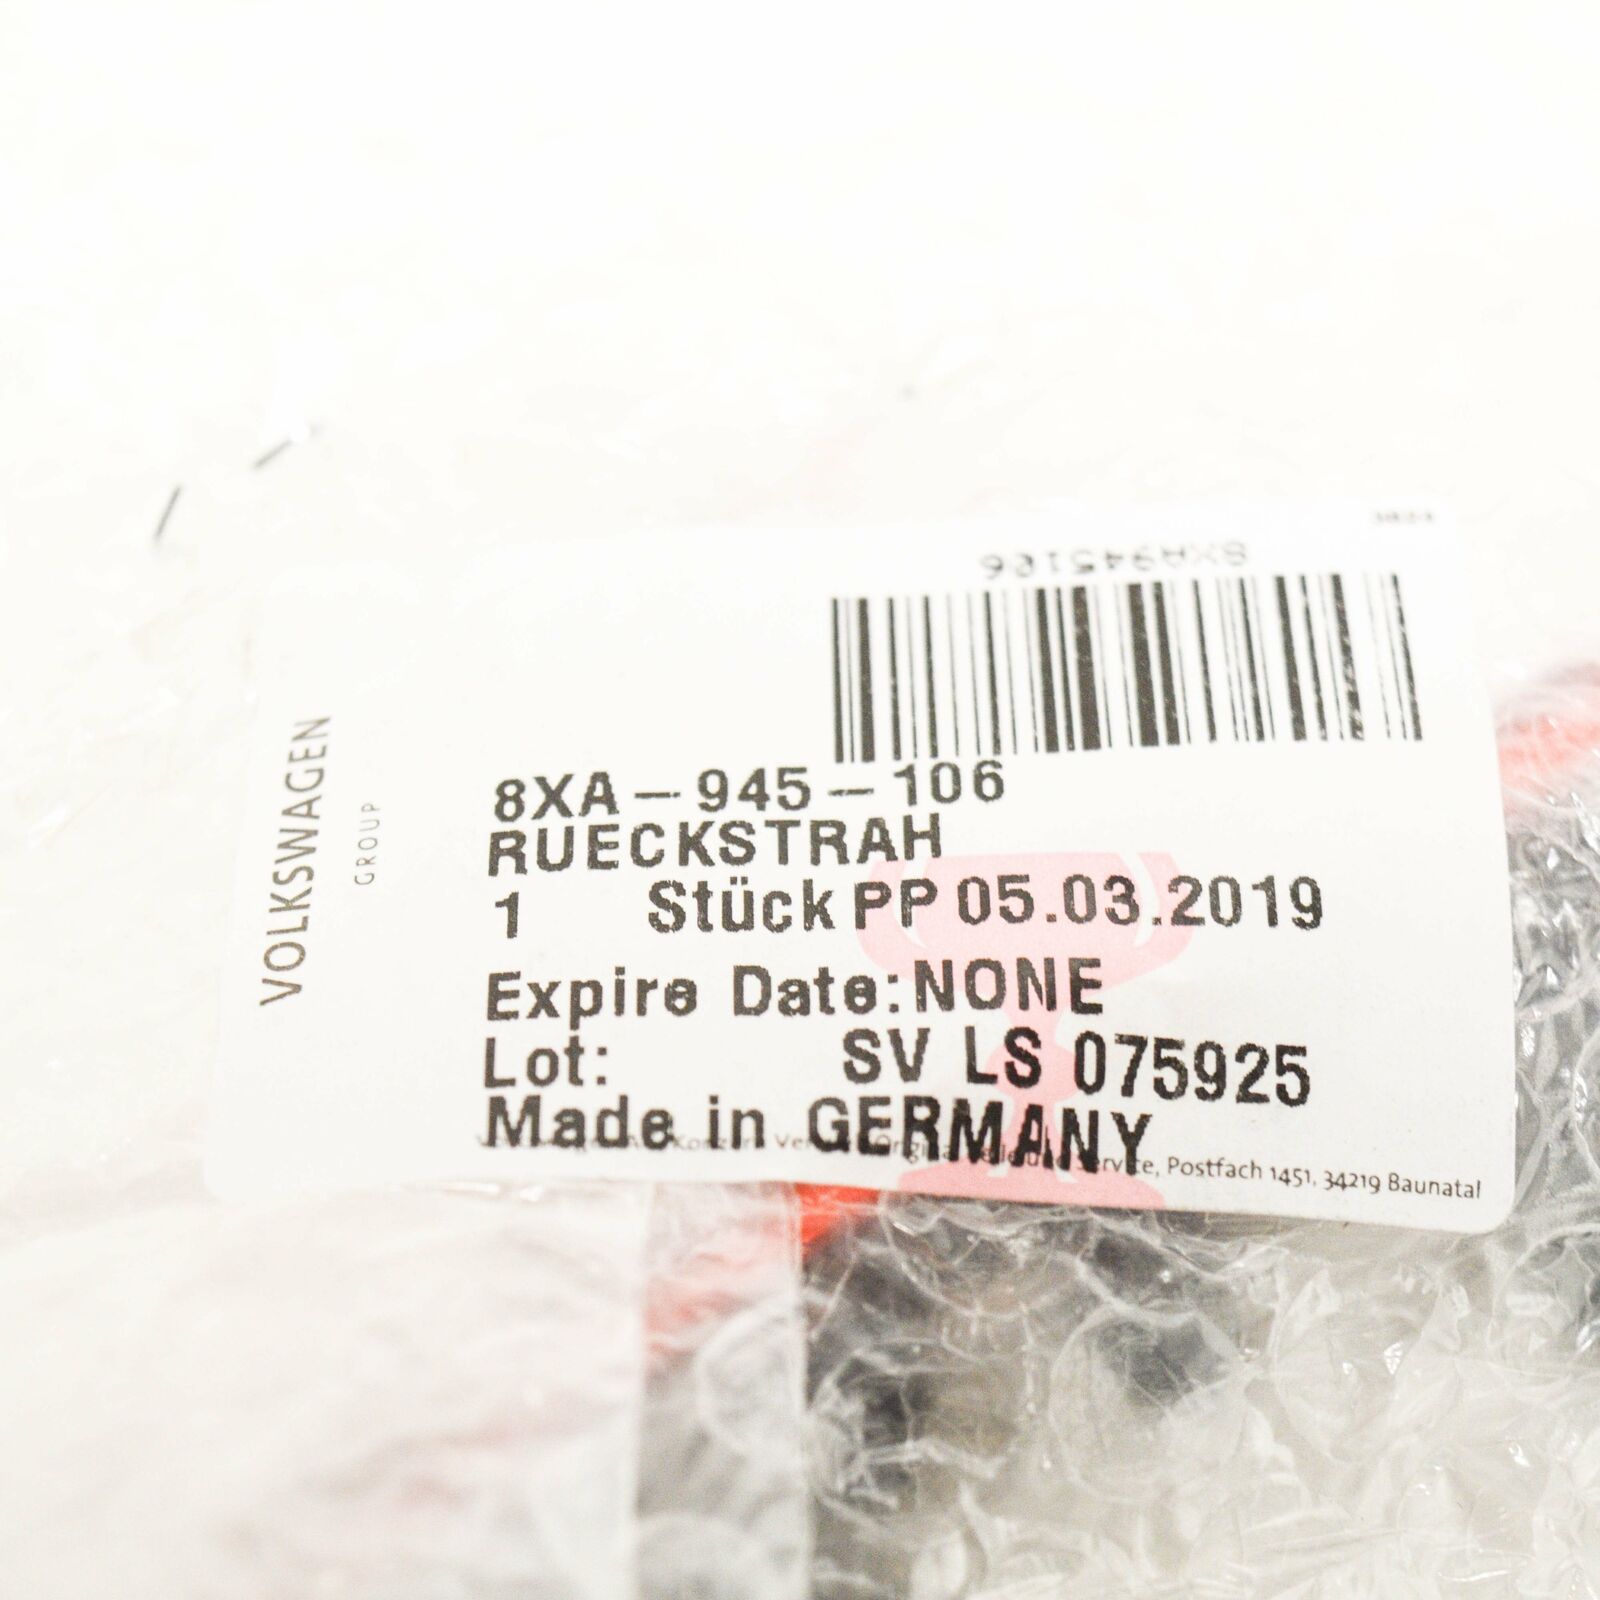 8XA945106
VOLKSWAGEN
GROUP
8XA-945-106
RUECKSTRAH
1 Stück PP 05.03.2019
Expire Date:NONE
Lot: SV LS 075925
Made in GERMANY
Service, Postfach 1451, 34219 Baunatal